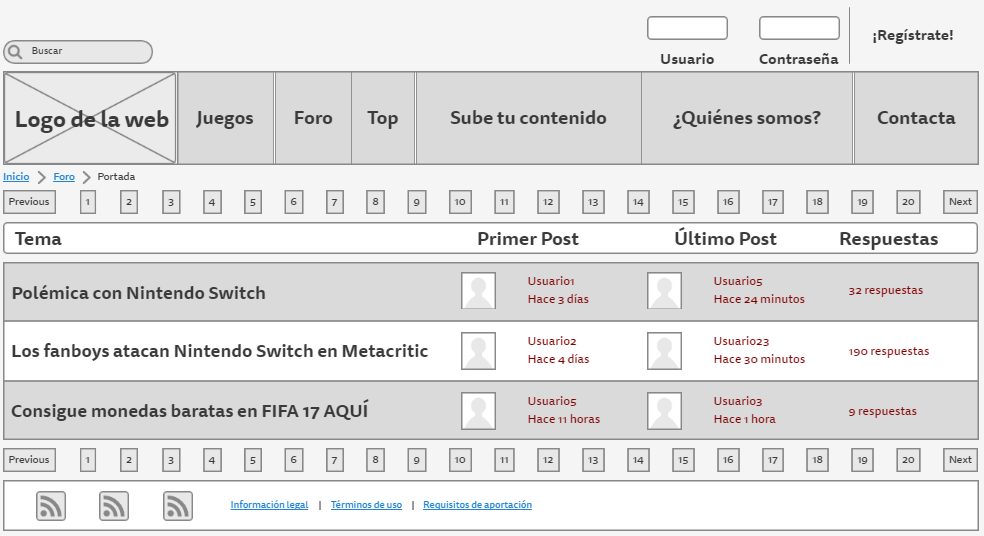 Buscar
Usuario
Contraseña
¡Regístrate!
Logo de la web
Juegos
Foro
Top
Sube tu contenido
¿Quiénes somos?
Contacta
Inicio Foro Portada
Previous 1 2 3 4 5 6 7 8 9 10 11 12 13 14 15 16 17 18 19 20 Next
Tema Primer Post Último Post Respuestas
Polémica con Nintendo Switch
Usuario1
Hace 3 días
Usuario5
Hace 24 minutos
32 respuestas
Los fanboys atacan Nintendo Switch en Metacritic
Usuario2
Hace 4 días
Usuario23
Hace 30 minutos
190 respuestas
Consigue monedas baratas en FIFA 17 AQUÍ
Usuario5
Hace 11 horas
Usuario3
Hace 1 hora
9 respuestas
Previous 1 2 3 4 5 6 7 8 9 10 11 12 13 14 15 16 17 18 19 20 Next
Información legal | Términos de uso | Requisitos de aportación